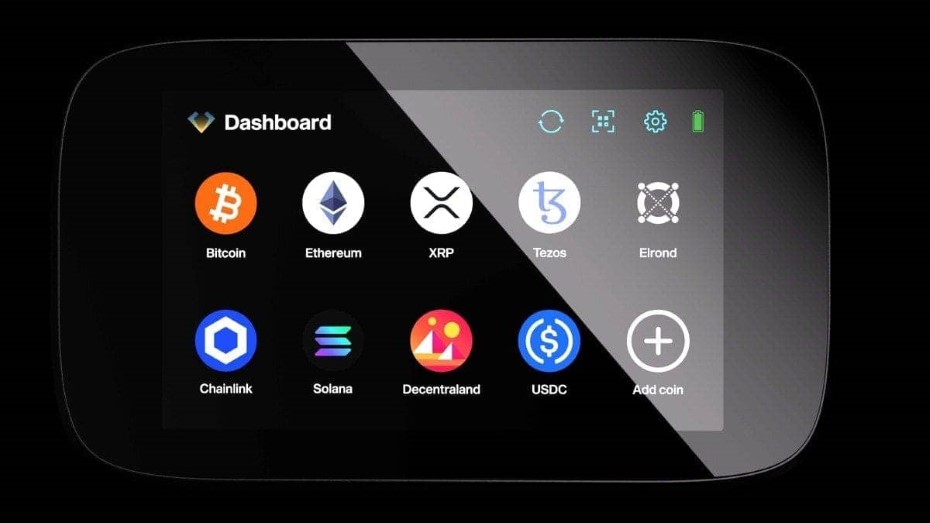 Dashboard
Bitcoin Ethereum XRP Tezos Elrond
Chainlink Solana Decentraland USDC Add coin